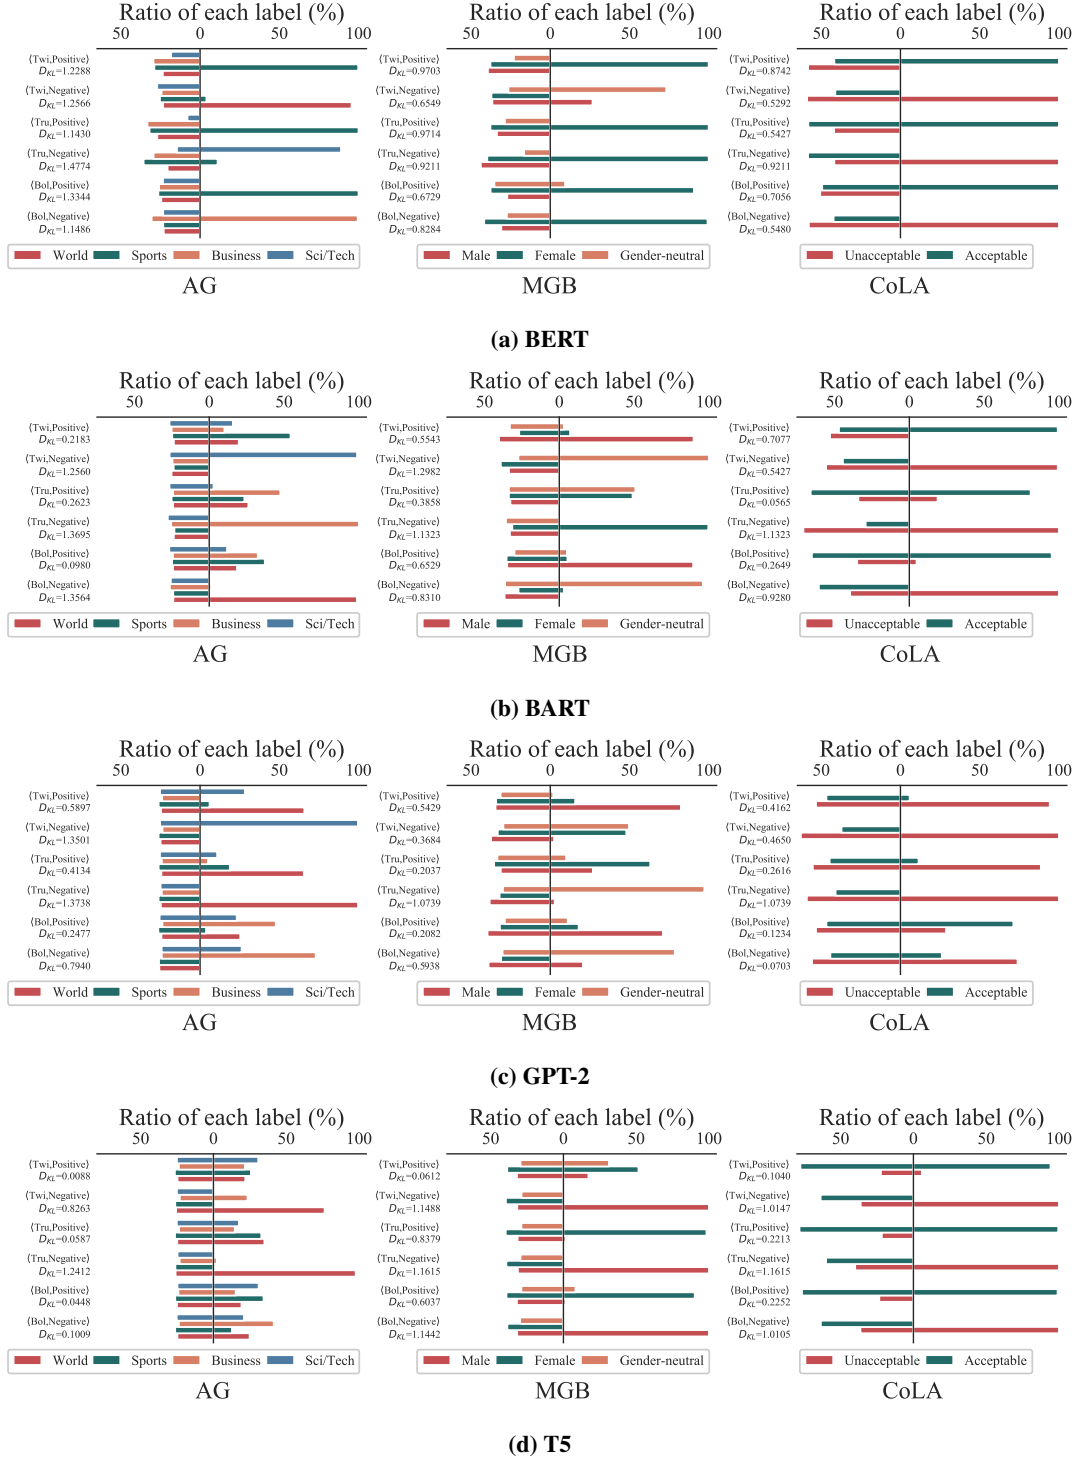 Ratio of each label (%)
50 0 50 100
⟨Twi,Positive⟩
D_KL=1.2288
⟨Twi,Negative⟩
D_KL=1.2566
⟨Tru,Positive⟩
D_KL=1.1430
⟨Tru,Negative⟩
D_KL=1.4774
⟨Bol,Positive⟩
D_KL=1.3344
⟨Bol,Negative⟩
D_KL=1.1486
World Sports Business Sci/Tech
AG
Ratio of each label (%)
50 0 50 100
⟨Twi,Positive⟩
D_KL=0.9703
⟨Twi,Negative⟩
D_KL=0.6549
⟨Tru,Positive⟩
D_KL=0.9714
⟨Tru,Negative⟩
D_KL=0.9211
⟨Bol,Positive⟩
D_KL=0.6729
⟨Bol,Negative⟩
D_KL=0.8284
Male Female Gender-neutral
MGB
Ratio of each label (%)
50 0 50 100
⟨Twi,Positive⟩
D_KL=0.8742
⟨Twi,Negative⟩
D_KL=0.5292
⟨Tru,Positive⟩
D_KL=0.5427
⟨Tru,Negative⟩
D_KL=0.9211
⟨Bol,Positive⟩
D_KL=0.7056
⟨Bol,Negative⟩
D_KL=0.5480
Unacceptable Acceptable
CoLA
(a) BERT
Ratio of each label (%)
50 0 50 100
⟨Twi,Positive⟩
D_KL=0.2183
⟨Twi,Negative⟩
D_KL=1.2560
⟨Tru,Positive⟩
D_KL=0.2623
⟨Tru,Negative⟩
D_KL=1.3695
⟨Bol,Positive⟩
D_KL=0.0980
⟨Bol,Negative⟩
D_KL=1.3564
World Sports Business Sci/Tech
AG
Ratio of each label (%)
50 0 50 100
⟨Twi,Positive⟩
D_KL=0.5543
⟨Twi,Negative⟩
D_KL=1.2982
⟨Tru,Positive⟩
D_KL=0.3858
⟨Tru,Negative⟩
D_KL=1.1323
⟨Bol,Positive⟩
D_KL=0.6529
⟨Bol,Negative⟩
D_KL=0.8310
Male Female Gender-neutral
MGB
Ratio of each label (%)
50 0 50 100
⟨Twi,Positive⟩
D_KL=0.7077
⟨Twi,Negative⟩
D_KL=0.5427
⟨Tru,Positive⟩
D_KL=0.0565
⟨Tru,Negative⟩
D_KL=1.1323
⟨Bol,Positive⟩
D_KL=0.2649
⟨Bol,Negative⟩
D_KL=0.9280
Unacceptable Acceptable
CoLA
(b) BART
Ratio of each label (%)
50 0 50 100
⟨Twi,Positive⟩
D_KL=0.5897
⟨Twi,Negative⟩
D_KL=1.3501
⟨Tru,Positive⟩
D_KL=0.4134
⟨Tru,Negative⟩
D_KL=1.3738
⟨Bol,Positive⟩
D_KL=0.2477
⟨Bol,Negative⟩
D_KL=0.7940
World Sports Business Sci/Tech
AG
Ratio of each label (%)
50 0 50 100
⟨Twi,Positive⟩
D_KL=0.5429
⟨Twi,Negative⟩
D_KL=0.3684
⟨Tru,Positive⟩
D_KL=0.2037
⟨Tru,Negative⟩
D_KL=1.0739
⟨Bol,Positive⟩
D_KL=0.2082
⟨Bol,Negative⟩
D_KL=0.5938
Male Female Gender-neutral
MGB
Ratio of each label (%)
50 0 50 100
⟨Twi,Positive⟩
D_KL=0.4162
⟨Twi,Negative⟩
D_KL=0.4650
⟨Tru,Positive⟩
D_KL=0.2616
⟨Tru,Negative⟩
D_KL=1.0739
⟨Bol,Positive⟩
D_KL=0.1234
⟨Bol,Negative⟩
D_KL=0.0703
Unacceptable Acceptable
CoLA
(c) GPT-2
Ratio of each label (%)
50 0 50 100
⟨Twi,Positive⟩
D_KL=0.0088
⟨Twi,Negative⟩
D_KL=0.8263
⟨Tru,Positive⟩
D_KL=0.0587
⟨Tru,Negative⟩
D_KL=1.2412
⟨Bol,Positive⟩
D_KL=0.0448
⟨Bol,Negative⟩
D_KL=0.1009
World Sports Business Sci/Tech
AG
Ratio of each label (%)
50 0 50 100
⟨Twi,Positive⟩
D_KL=0.0612
⟨Twi,Negative⟩
D_KL=1.1488
⟨Tru,Positive⟩
D_KL=0.8379
⟨Tru,Negative⟩
D_KL=1.1615
⟨Bol,Positive⟩
D_KL=0.6037
⟨Bol,Negative⟩
D_KL=1.1442
Male Female Gender-neutral
MGB
Ratio of each label (%)
50 0 50 100
⟨Twi,Positive⟩
D_KL=0.1040
⟨Twi,Negative⟩
D_KL=1.0147
⟨Tru,Positive⟩
D_KL=0.2213
⟨Tru,Negative⟩
D_KL=1.1615
⟨Bol,Positive⟩
D_KL=0.2252
⟨Bol,Negative⟩
D_KL=1.0105
Unacceptable Acceptable
CoLA
(d) T5